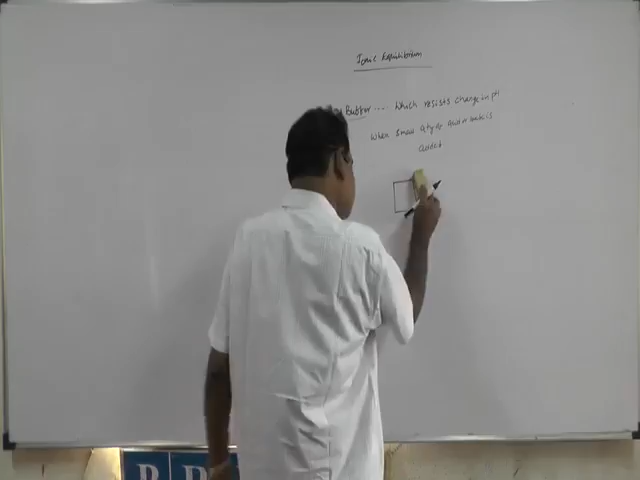 Ionic Equilibrium
Buffer .... Which resists change in pH
When small qty of acid or base is
added